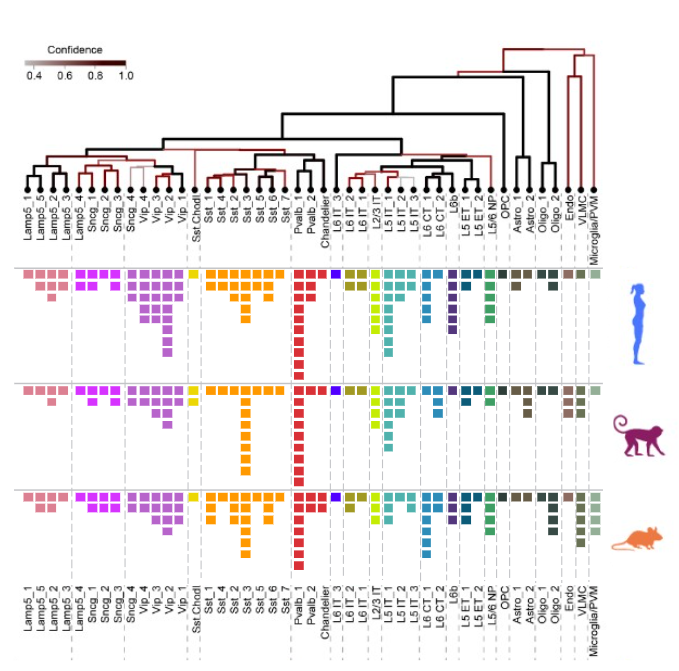 Confidence
0.4 0.6 0.8 1.0
Lamp5_1
Lamp5_5
Lamp5_2
Lamp5_3
Lamp5_4
Sncg_1
Sncg_2
Sncg_3
Sncg_4
Vip_4
Vip_3
Vip_2
Vip_1
Sst Chodl
Sst_1
Sst_4
Sst_2
Sst_3
Sst_5
Sst_6
Sst_7
Pvalb_1
Pvalb_2
Chandelier
L6 IT_3
L6 IT_2
L6 IT_1
L2/3 IT
L5 IT_1
L5 IT_2
L5 IT_3
L6 CT_1
L6 CT_2
L6b
L5 ET_1
L5 ET_2
L5/6 NP
OPC
Astro_1
Astro_2
Oligo_1
Oligo_2
Endo
VLMC
Microglia/PVM
Lamp5_1
Lamp5_5
Lamp5_2
Lamp5_3
Lamp5_4
Sncg_1
Sncg_2
Sncg_3
Sncg_4
Vip_4
Vip_3
Vip_2
Vip_1
Sst Chodl
Sst_1
Sst_4
Sst_2
Sst_3
Sst_5
Sst_6
Sst_7
Pvalb_1
Pvalb_2
Chandelier
L6 IT_3
L6 IT_2
L6 IT_1
L2/3 IT
L5 IT_1
L5 IT_2
L5 IT_3
L6 CT_1
L6 CT_2
L6b
L5 ET_1
L5 ET_2
L5/6 NP
OPC
Astro_1
Astro_2
Oligo_1
Oligo_2
Endo
VLMC
Microglia/PVM